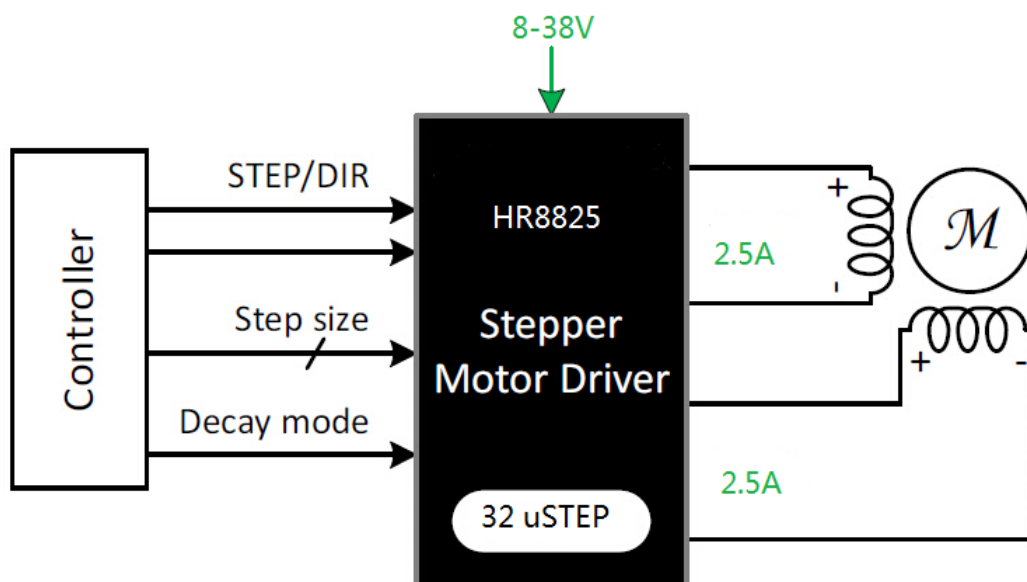 8-38V
Controller
STEP/DIR
Step size
Decay mode
HR8825
Stepper
Motor Driver
32 uSTEP
2.5A
2.5A
+
-
M
+
-